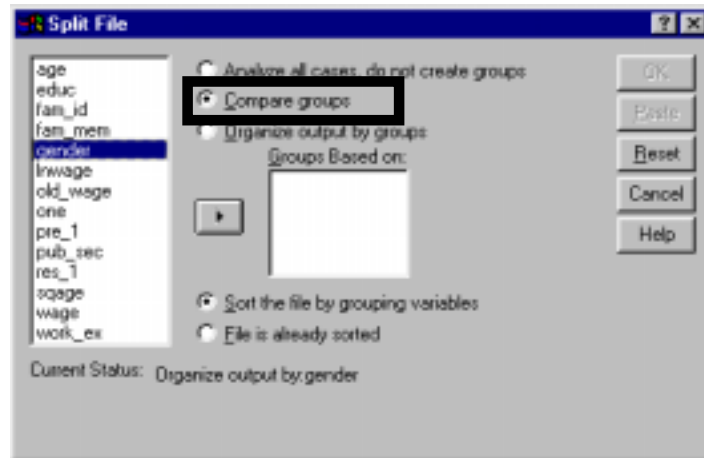 Split File
age
educ
fam_id
fam_mem
gender
lnwage
old_wage
one
pre_1
pub_sec
res_1
sqage
wage
work_ex
Analyze all cases, do not create groups
Compare groups
Organize output by groups
Groups Based on:
Sort the file by grouping variables
File is already sorted
OK
Paste
Reset
Cancel
Help
Current Status: Organize output by:gender